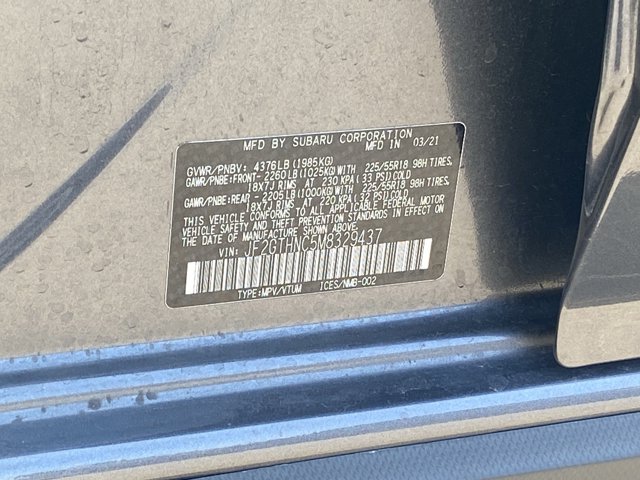 MFD BY SUBARU CORPORATION
GVWR/PNBV: 4376LB(1985KG) MFD IN 03/21
GAWR/PNBE:FRONT-2260LB(1025KG)WITH 225/55R18 98H TIRES,
18X7J RIMS AT 230 KPA(33 PSI)COLD
GAWR/PNBE:REAR -2205LB(1000KG)WITH 225/55R18 98H TIRES,
18X7J RIMS AT 220 KPA(32 PSI)COLD
THIS VEHICLE CONFORMS TO ALL APPLICABLE FEDERAL MOTOR
VEHICLE SAFETY AND THEFT PREVENTION STANDARDS IN EFFECT ON
THE DATE OF MANUFACTURE SHOWN ABOVE.
VIN: JF2GTHNC5M8329437
TYPE:MPV/VTUM ICES/NMB-002